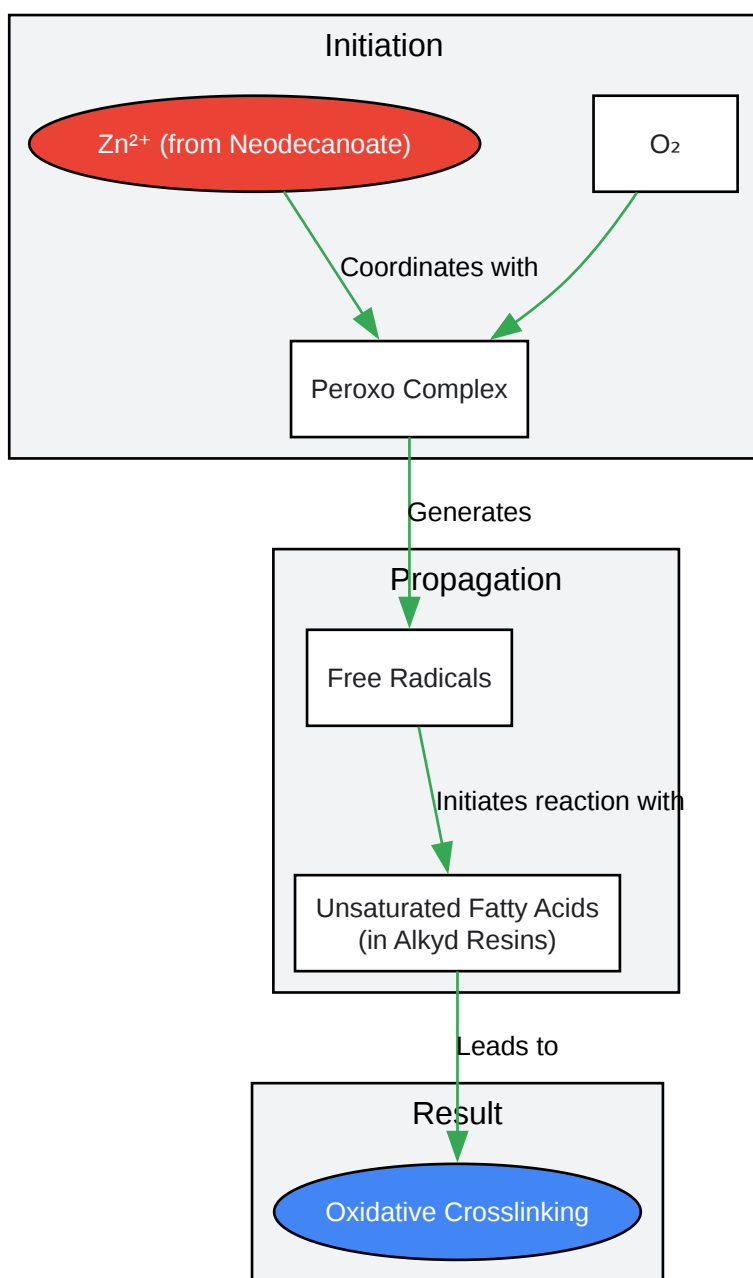 Initiation
Zn²⁺ (from Neodecanoate)
O₂
Coordinates with
Peroxo Complex
Generates
Propagation
Free Radicals
Initiates reaction with
Unsaturated Fatty Acids
(in Alkyd Resins)
Leads to
Result
Oxidative Crosslinking